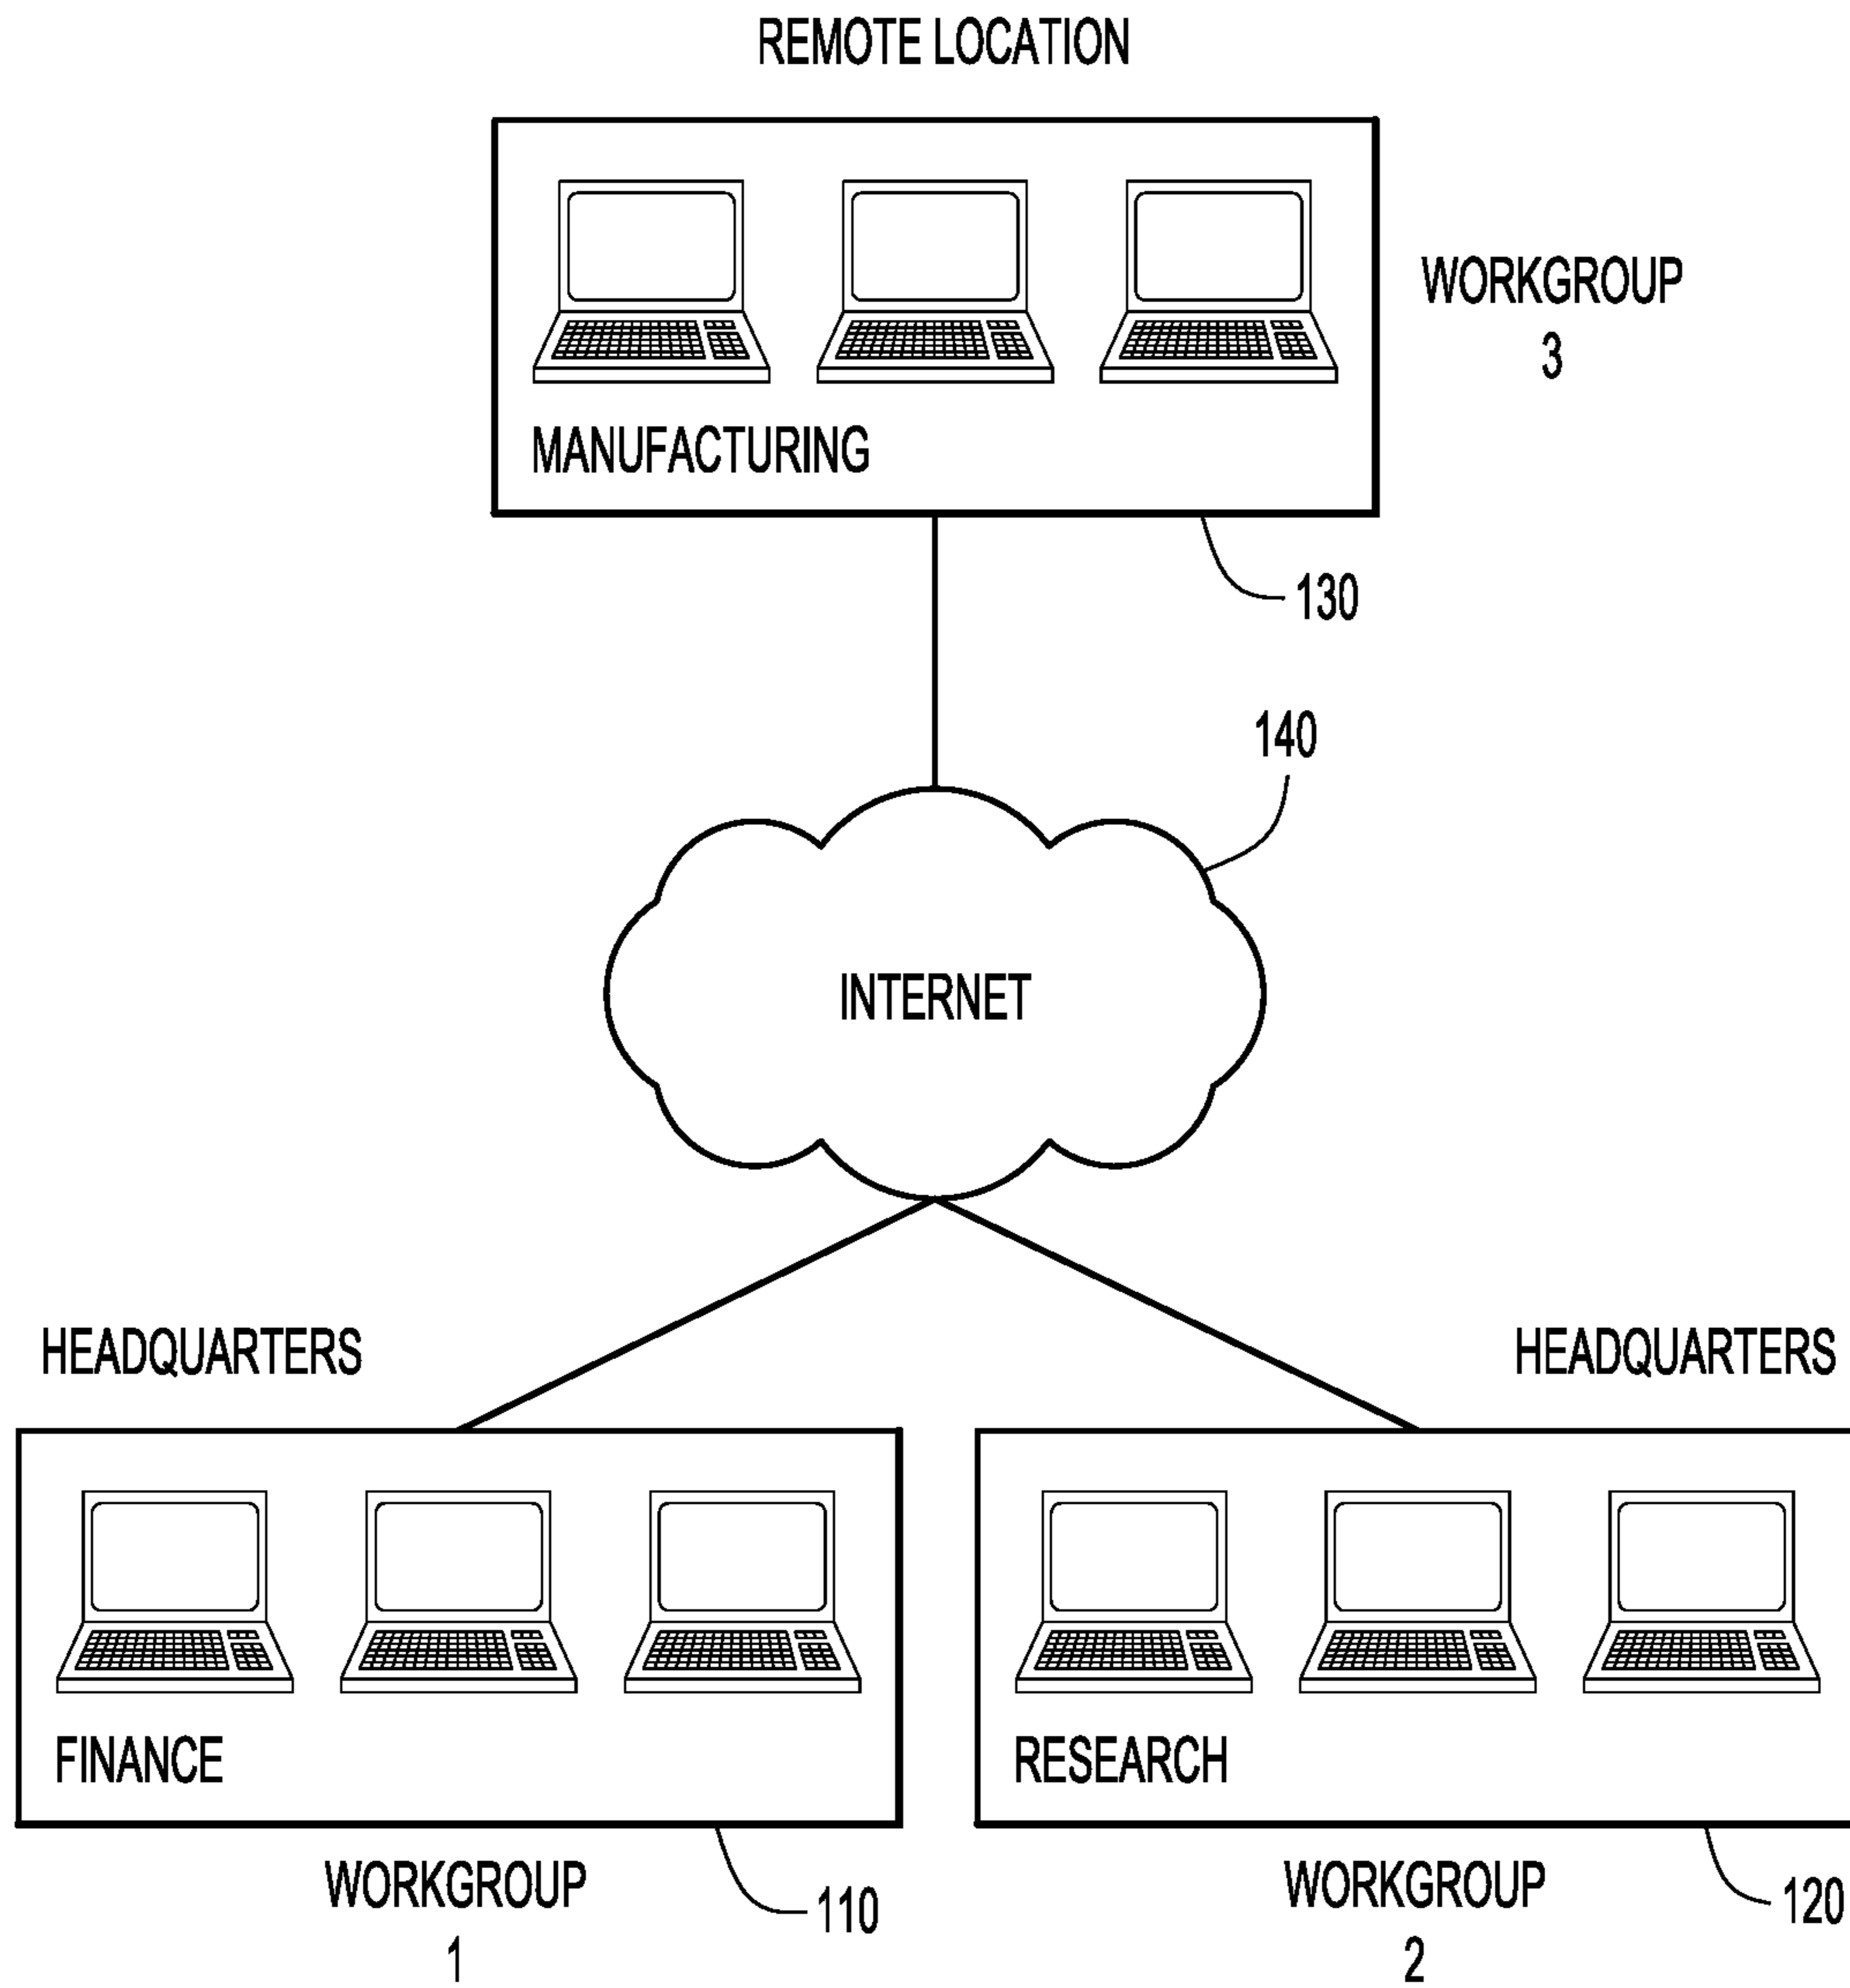 REMOTE LOCATION
WORKGROUP
3
MANUFACTURING
130
140
INTERNET
HEADQUARTERS
HEADQUARTERS
FINANCE
RESEARCH
WORKGROUP
1
110
WORKGROUP
2
120